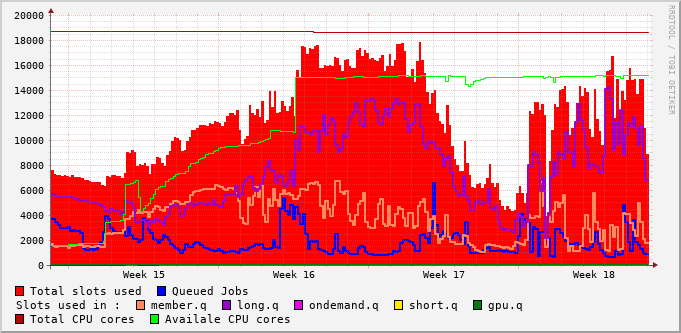 20000
18000
16000
14000
12000
10000
8000
6000
4000
2000
0
Week 15 Week 16 Week 17 Week 18
RRDTOOL / TOBI OETIKER
Total slots used Queued Jobs
Slots used in : member.q long.q ondemand.q short.q gpu.q
Total CPU cores Availale CPU cores